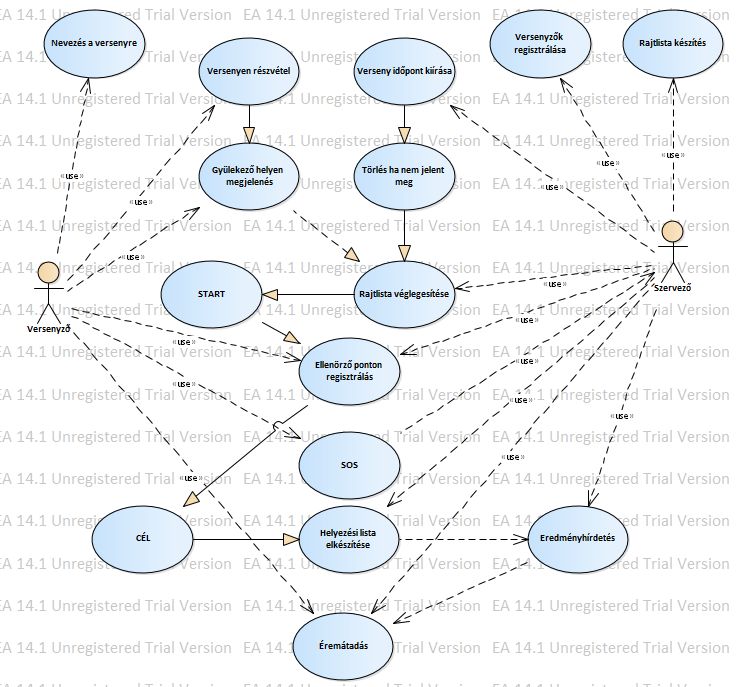 EA 14.1 Unregistered Trial Version
Nevezés a versenyre
Versenyen részvétel
Verseny időpont kiírása
Versenyzők
regisztrálása
Rajtlista készítés
Gyülekező helyen
megjelenés
Törlés ha nem jelent
meg
«use»
«use»
«use»
«use»
«use»
«use»
Versenyző
Szervező
START
Rajtlista véglegesítése
«use»
«use»
«use»
«use»
«use»
«use»
«use»
«use»
«use»
Ellenörző ponton
regisztrálás
SOS
CÉL
Helyezési lista
elkészítése
Eredményhírdetés
Éremátadás